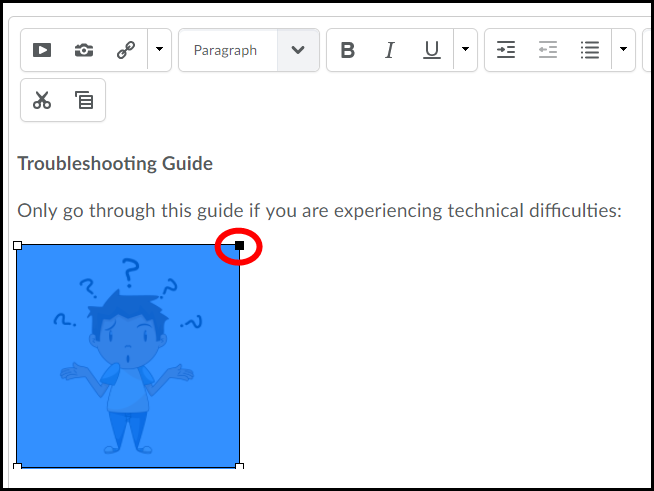 Paragraph B I U
Troubleshooting Guide
Only go through this guide if you are experiencing technical difficulties:
? ? ? ? ?